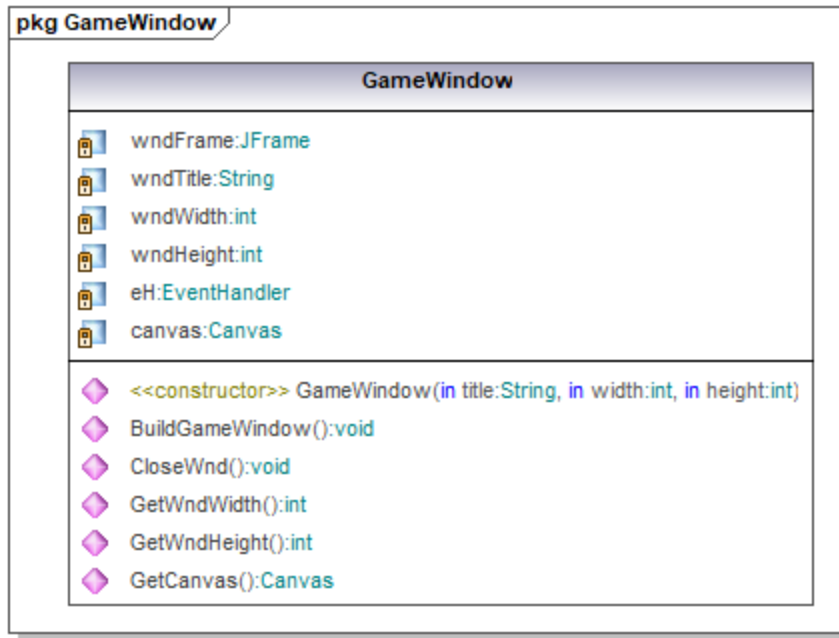 pkg GameWindow
GameWindow
wndFrame:JFrame
wndTitle:String
wndWidth:int
wndHeight:int
eH:EventHandler
canvas:Canvas
<<constructor>> GameWindow(in title:String, in width:int, in height:int)
BuildGameWindow():void
CloseWnd():void
GetWndWidth():int
GetWndHeight():int
GetCanvas():Canvas